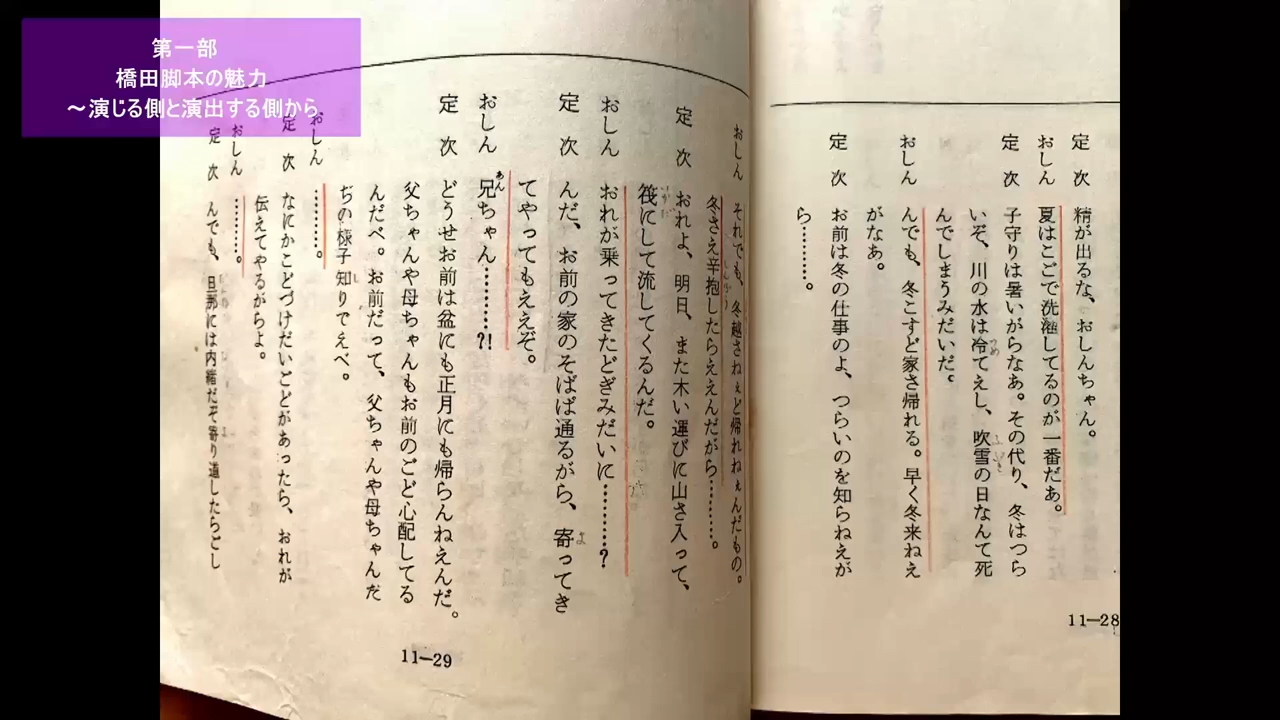 第一部
橋田脚本の魅力
～演じる側と演出する側から
定次 精が出るな、おしんちゃん。
おしん 夏はこごで洗濯してるのが一番だあ。
定次 子守りは暑いがらなあ。その代り、冬はつら
いぞ、川の水は冷てえし、吹雪の日なんて死
んでしまうみだいだ。
おしん んでも、冬こすど家さ帰れる。早く冬来ねえ
がなあ。
定次 お前は冬の仕事のよ、つらいのを知らねえが
ら………。
11―28
おしん それでも、冬越さねぇど帰れねぇんだもの。
冬さえ辛抱したらええんだがら………。
定次 おれよ、明日、また木い運びに山さ入って、
筏にして流してくるんだ。
おしん おれが乗ってきたどぎみだいに………?
定次 んだ、お前の家のそばば通るがら、寄ってき
てやってもええぞ。
おしん 兄ちゃん………?!
定次 どうせお前は盆にも正月にも帰らんねえんだ。
父ちゃんや母ちゃんもお前のごど心配してる
んだべ。お前だって、父ちゃんや母ちゃんだ
ぢの様子知りでえべ。
おしん ………。
定次 なにかこどづけだいごどがあったら、おれが
伝えてやるがらよ。
おしん ………。
定次 んでも、旦那には内緒だぞ寄り道したらごし
11―29